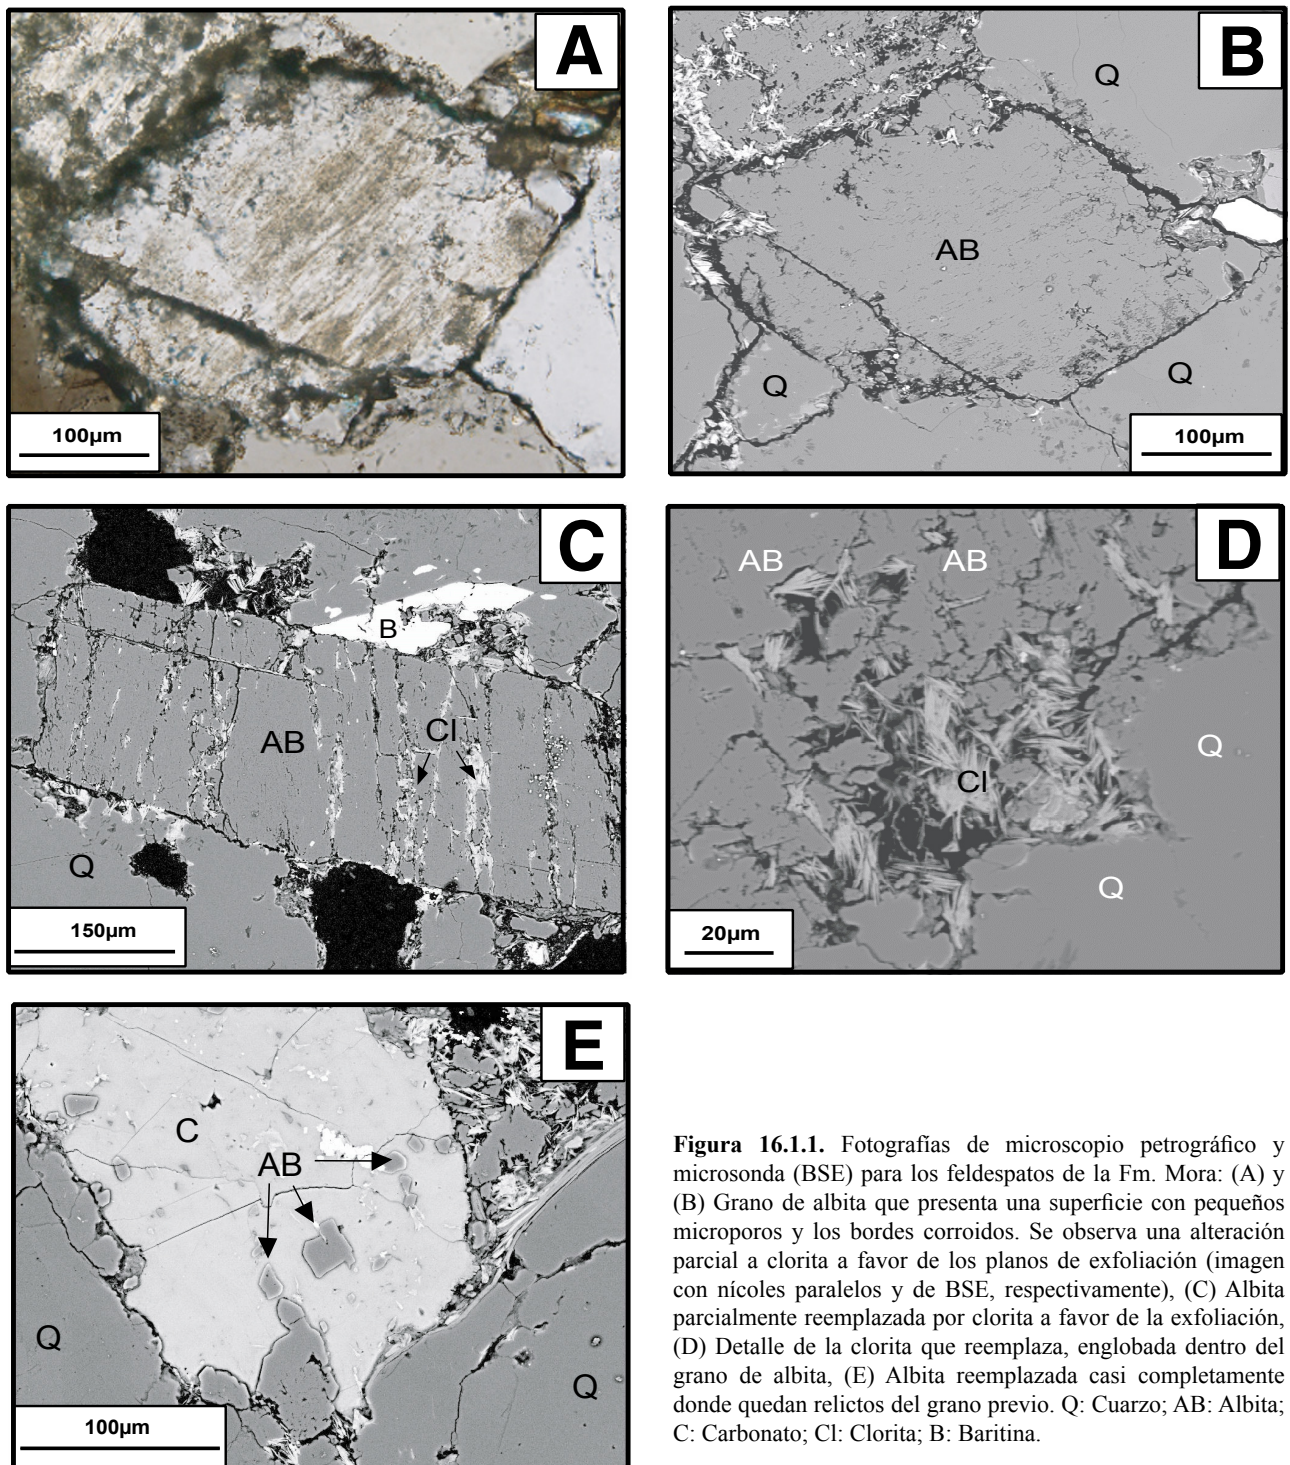 A
100µm
B
Q
AB
Q
Q
100µm
C
B
Cl
AB
Q
150µm
D
AB
AB
Q
Cl
Q
20µm
E
C
AB
Q
Q
100µm
Figura 16.1.1. Fotografías de microscopio petrográfico y
microsonda (BSE) para los feldespatos de la Fm. Mora: (A) y
(B) Grano de albita que presenta una superficie con pequeños
microporos y los bordes corroidos. Se observa una alteración
parcial a clorita a favor de los planos de exfoliación (imagen
con nícoles paralelos y de BSE, respectivamente), (C) Albita
parcialmente reemplazada por clorita a favor de la exfoliación,
(D) Detalle de la clorita que reemplaza, englobada dentro del
grano de albita, (E) Albita reemplazada casi completamente
donde quedan relictos del grano previo. Q: Cuarzo; AB: Albita;
C: Carbonato; Cl: Clorita; B: Baritina.